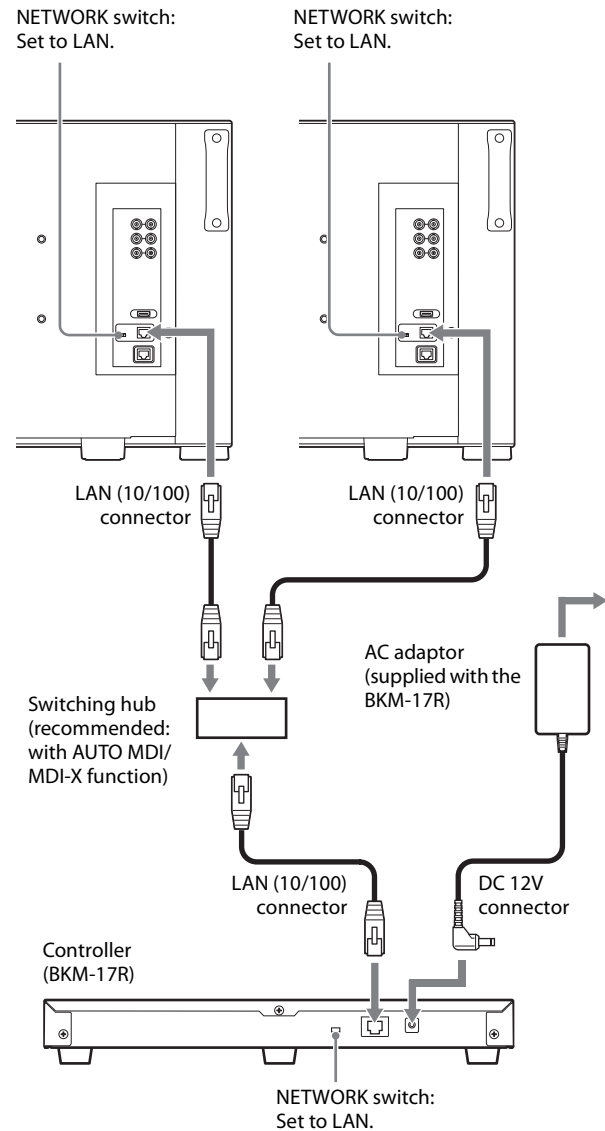 NETWORK switch:
Set to LAN.
NETWORK switch:
Set to LAN.
LAN (10/100)
connector
LAN (10/100)
connector
AC adaptor
(supplied with the
BKM-17R)
Switching hub
(recommended:
with AUTO MDI/
MDI-X function)
LAN (10/100)
connector
DC 12V
connector
Controller
(BKM-17R)
NETWORK switch:
Set to LAN.